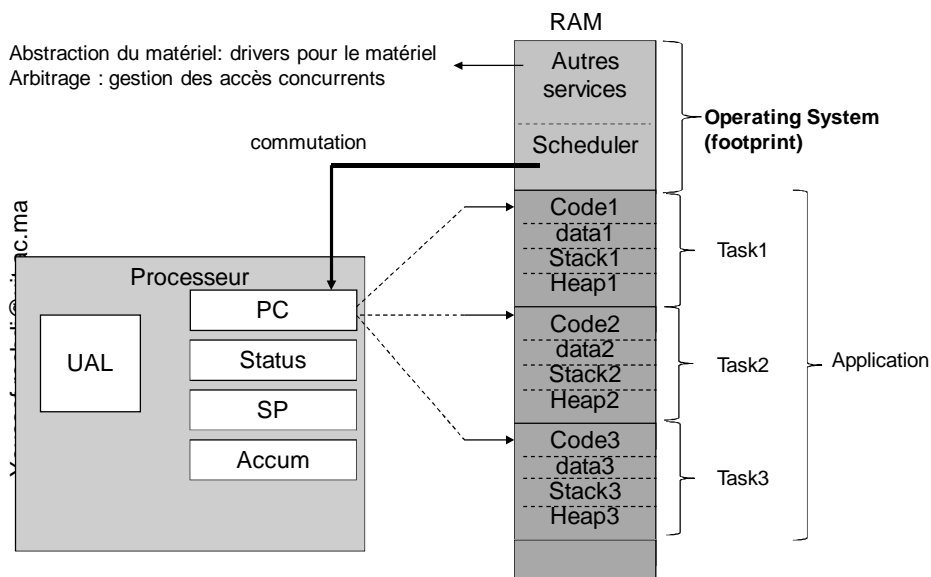 RAM
Abstraction du matériel: drivers pour le matériel
Arbitrage : gestion des accès concurrents
Autres
services
Operating System
(footprint)
commutation
Scheduler
Code1
data1
Stack1
Heap1
Task1
Processeur
PC
UAL
Status
SP
Accum
Code2
data2
Stack2
Heap2
Task2
Application
Code3
data3
Stack3
Heap3
Task3
ac.ma